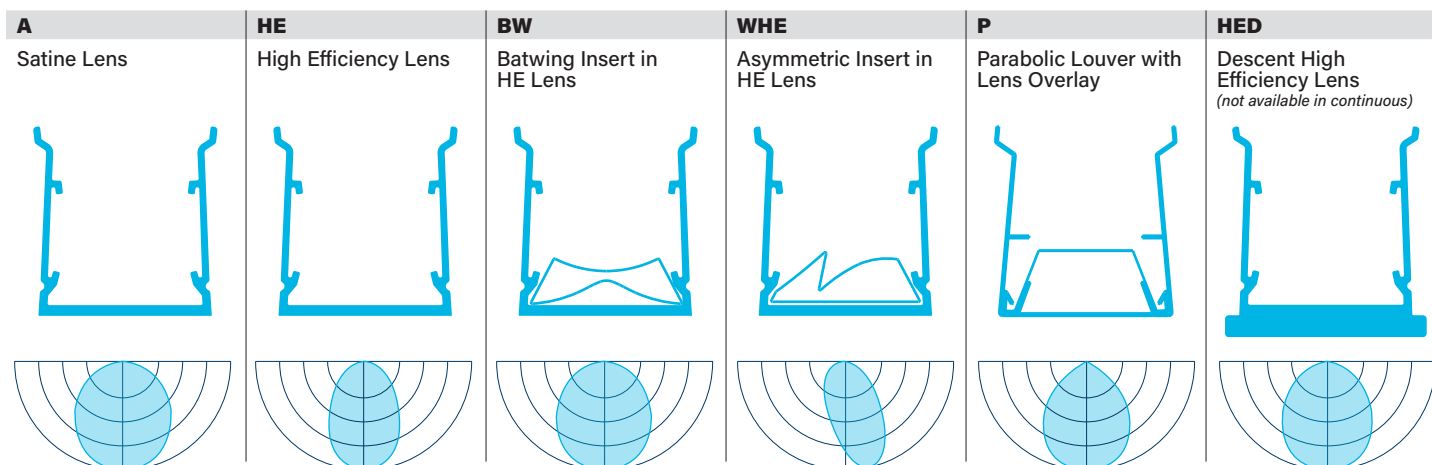 A
Satine Lens
HE
High Efficiency Lens
BW
Batwing Insert in
HE Lens
WHE
Asymmetric Insert in
HE Lens
P
Parabolic Louver with
Lens Overlay
HED
Descent High
Efficiency Lens
(not available in continuous)